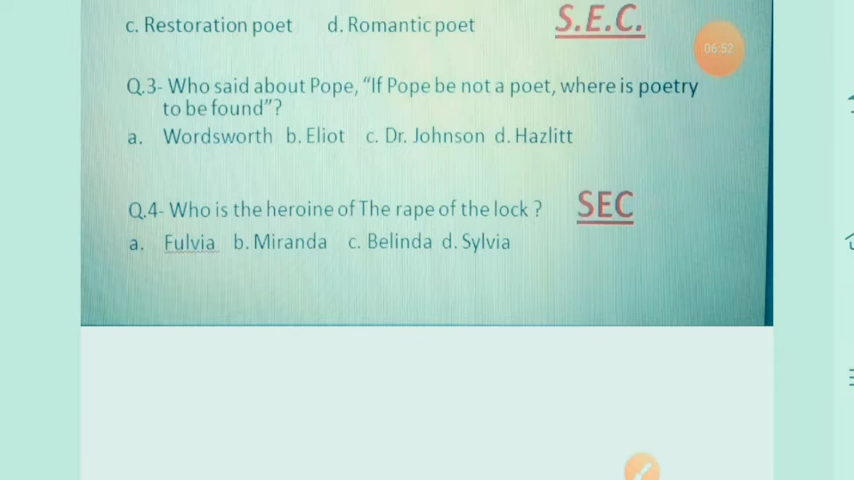 c. Restoration poet d. Romantic poet S.E.C.
06:52
Q.3- Who said about Pope, “If Pope be not a poet, where is poetry
to be found”?
a. Wordsworth b. Eliot c. Dr. Johnson d. Hazlitt
Q.4- Who is the heroine of The rape of the lock ? SEC
a. Fulvia b. Miranda c. Belinda d. Sylvia